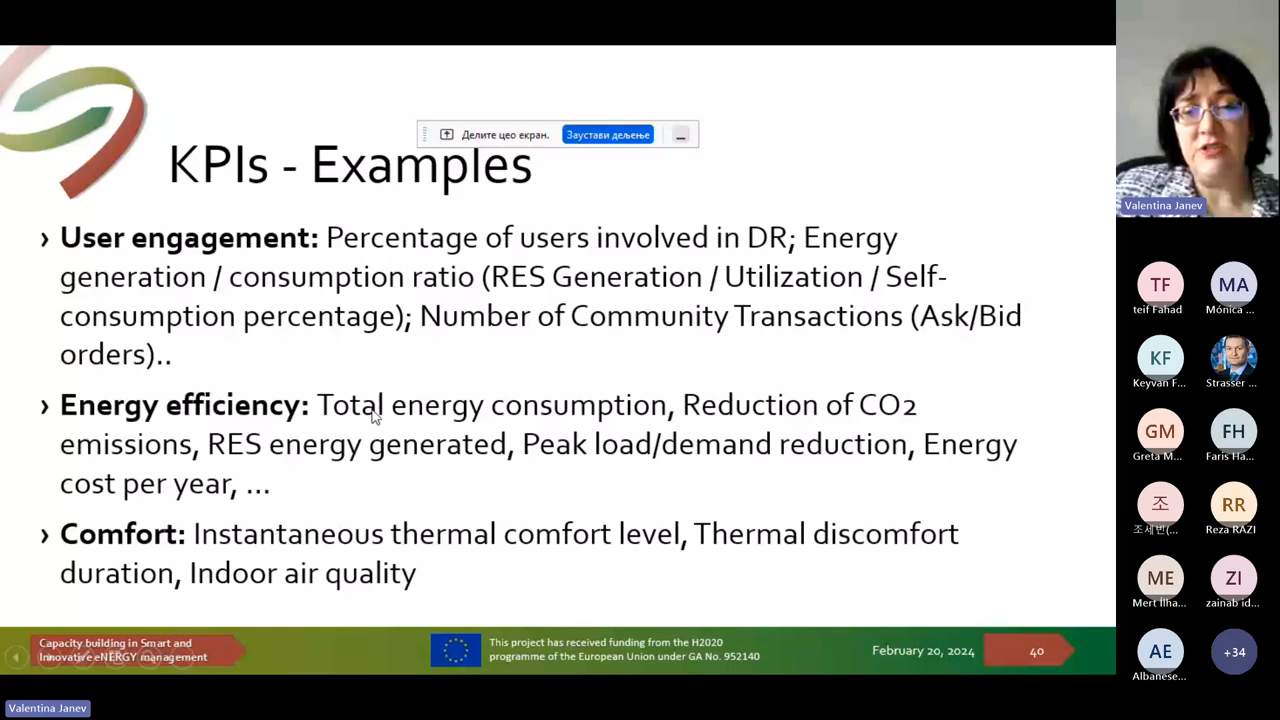 Делите цео екран. Заустави дељење
KPIs - Examples
› User engagement: Percentage of users involved in DR; Energy
generation / consumption ratio (RES Generation / Utilization / Self-
consumption percentage); Number of Community Transactions (Ask/Bid
orders)..
› Energy efficiency: Total energy consumption, Reduction of CO2
emissions, RES energy generated, Peak load/demand reduction, Energy
cost per year, ...
› Comfort: Instantaneous thermal comfort level, Thermal discomfort
duration, Indoor air quality
Capacity building in Smart and
Innovative eNERGY management
This project has received funding from the H2020
programme of the European Union under GA No. 952140
February 20, 2024
40
Valentina Janev
TF MA
teif Fahad Mónica ...
KF
Keyvan F... Strasser ...
GM FH
Greta M... Faris Ha...
조 RR
조세빈(... Reza RAZI
ME ZI
Mert İlha... zainab id...
AE +34
Albanese...
Valentina Janev